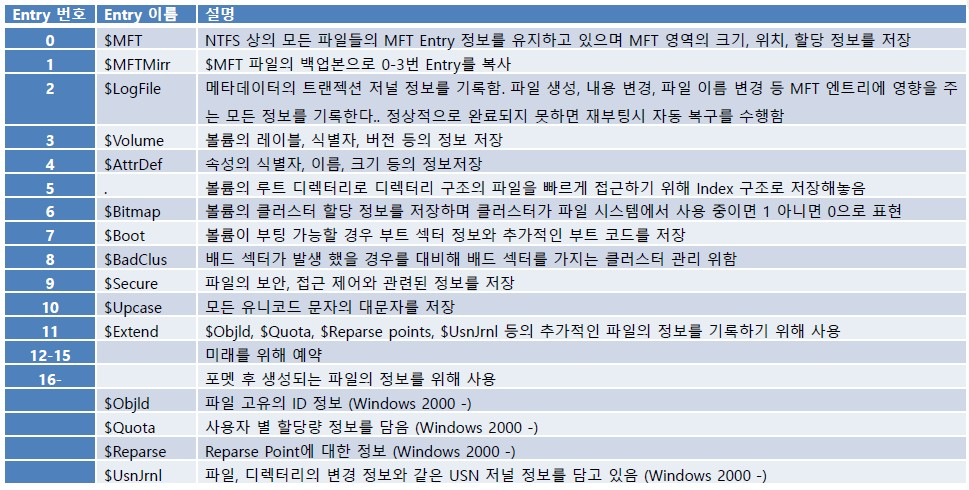 Entry 번호 Entry 이름 설명
0 $MFT NTFS 상의 모든 파일들의 MFT Entry 정보를 유지하고 있으며 MFT 영역의 크기, 위치, 할당 정보를 저장
1 $MFTMirr $MFT 파일의 백업본으로 0-3번 Entry를 복사
2 $LogFile 메타데이터의 트랜젝션 저널 정보를 기록함. 파일 생성, 내용 변경, 파일 이름 변경 등 MFT 엔트리에 영향을 주
는 모든 정보를 기록한다.. 정상적으로 완료되지 못하면 재부팅시 자동 복구를 수행함
3 $Volume 볼륨의 레이블, 식별자, 버전 등의 정보 저장
4 $AttrDef 속성의 식별자, 이름, 크기 등의 정보저장
5 . 볼륨의 루트 디렉터리로 디렉터리 구조의 파일을 빠르게 접근하기 위해 Index 구조로 저장해놓음
6 $Bitmap 볼륨의 클러스터 할당 정보를 저장하며 클러스터가 파일 시스템에서 사용 중이면 1 아니면 0으로 표현
7 $Boot 볼륨이 부팅 가능할 경우 부트 섹터 정보와 추가적인 부트 코드를 저장
8 $BadClus 배드 섹터가 발생 했을 경우를 대비해 배드 섹터를 가지는 클러스터 관리 위함
9 $Secure 파일의 보안, 접근 제어와 관련된 정보를 저장
10 $Upcase 모든 유니코드 문자의 대문자를 저장
11 $Extend $ObjId, $Quota, $Reparse points, $UsnJrnl 등의 추가적인 파일의 정보를 기록하기 위해 사용
12-15 미래를 위해 예약
16- 포멧 후 생성되는 파일의 정보를 위해 사용
$ObjId 파일 고유의 ID 정보 (Windows 2000 -)
$Quota 사용자 별 할당량 정보를 담음 (Windows 2000 -)
$Reparse Reparse Point에 대한 정보 (Windows 2000 -)
$UsnJrnl 파일, 디렉터리의 변경 정보와 같은 USN 저널 정보를 담고 있음 (Windows 2000 -)